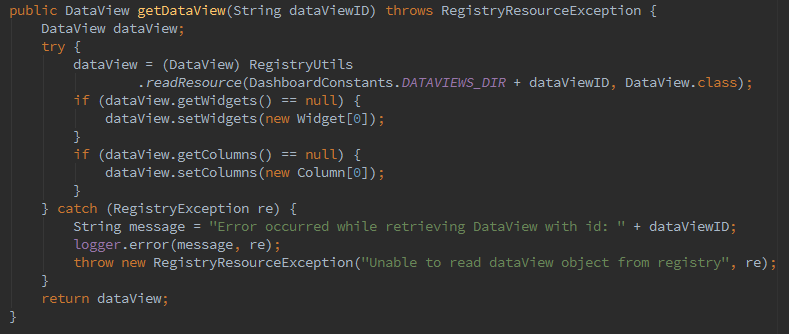 public DataView getDataView(String dataViewID) throws RegistryResourceException {
    DataView dataView;
    try {
        dataView = (DataView) RegistryUtils
                .readResource(DashboardConstants.DATAVIEWS_DIR + dataViewID, DataView.class);
        if (dataView.getWidgets() == null) {
            dataView.setWidgets(new Widget[0]);
        }
        if (dataView.getColumns() == null) {
            dataView.setColumns(new Column[0]);
        }
    } catch (RegistryException re) {
        String message = "Error occurred while retrieving DataView with id: " + dataViewID;
        logger.error(message, re);
        throw new RegistryResourceException("Unable to read dataView object from registry", re);
    }
    return dataView;
}